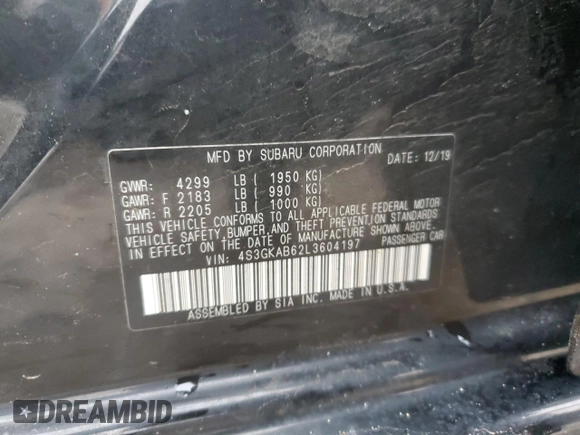 MFD BY SUBARU CORPORATION DATE: 12/19
GVWR: 4299 LB ( 1950 KG)
GAWR: F 2183 LB ( 990 KG)
GAWR: R 2205 LB ( 1000 KG)
THIS VEHICLE CONFORMS TO ALL APPLICABLE FEDERAL MOTOR
VEHICLE SAFETY,BUMPER,AND THEFT PREVENTION STANDARDS
IN EFFECT ON THE DATE OF MANUFACTURE SHOWN ABOVE.
VIN: 4S3GKAB62L3604197 PASSENGER CAR
ASSEMBLED BY SIA INC. MADE IN U.S.A.
DREAMBID